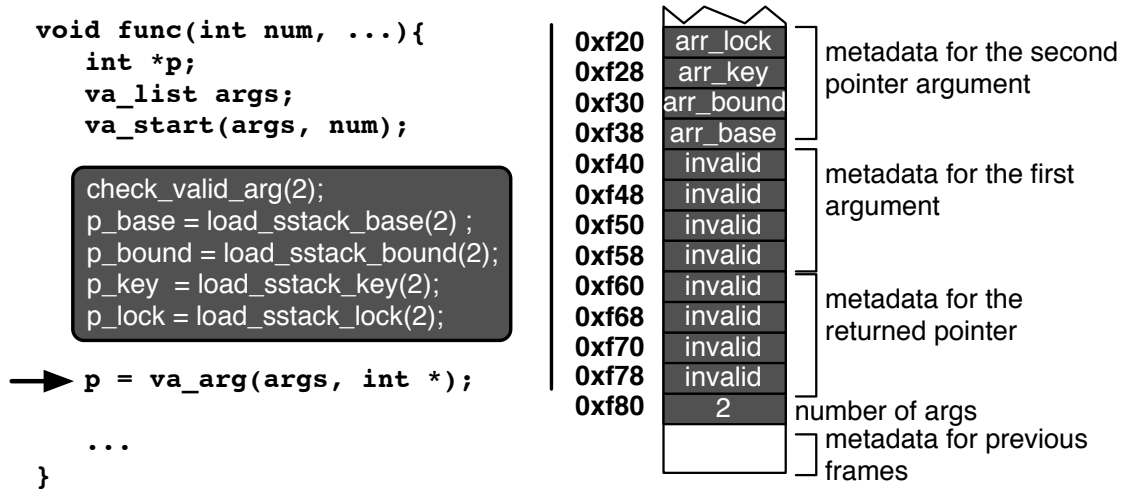 void func(int num, ...){
int *p;
va_list args;
va_start(args, num);
check_valid_arg(2);
p_base = load_sstack_base(2) ;
p_bound = load_sstack_bound(2);
p_key = load_sstack_key(2);
p_lock = load_sstack_lock(2);
p = va_arg(args, int *);
...
}
0xf20 arr_lock
0xf28 arr_key
0xf30 arr_bound
0xf38 arr_base
metadata for the second
pointer argument
0xf40 invalid
0xf48 invalid
0xf50 invalid
0xf58 invalid
metadata for the first
argument
0xf60 invalid
0xf68 invalid
0xf70 invalid
0xf78 invalid
metadata for the
returned pointer
0xf80 2 number of args
metadata for previous
frames